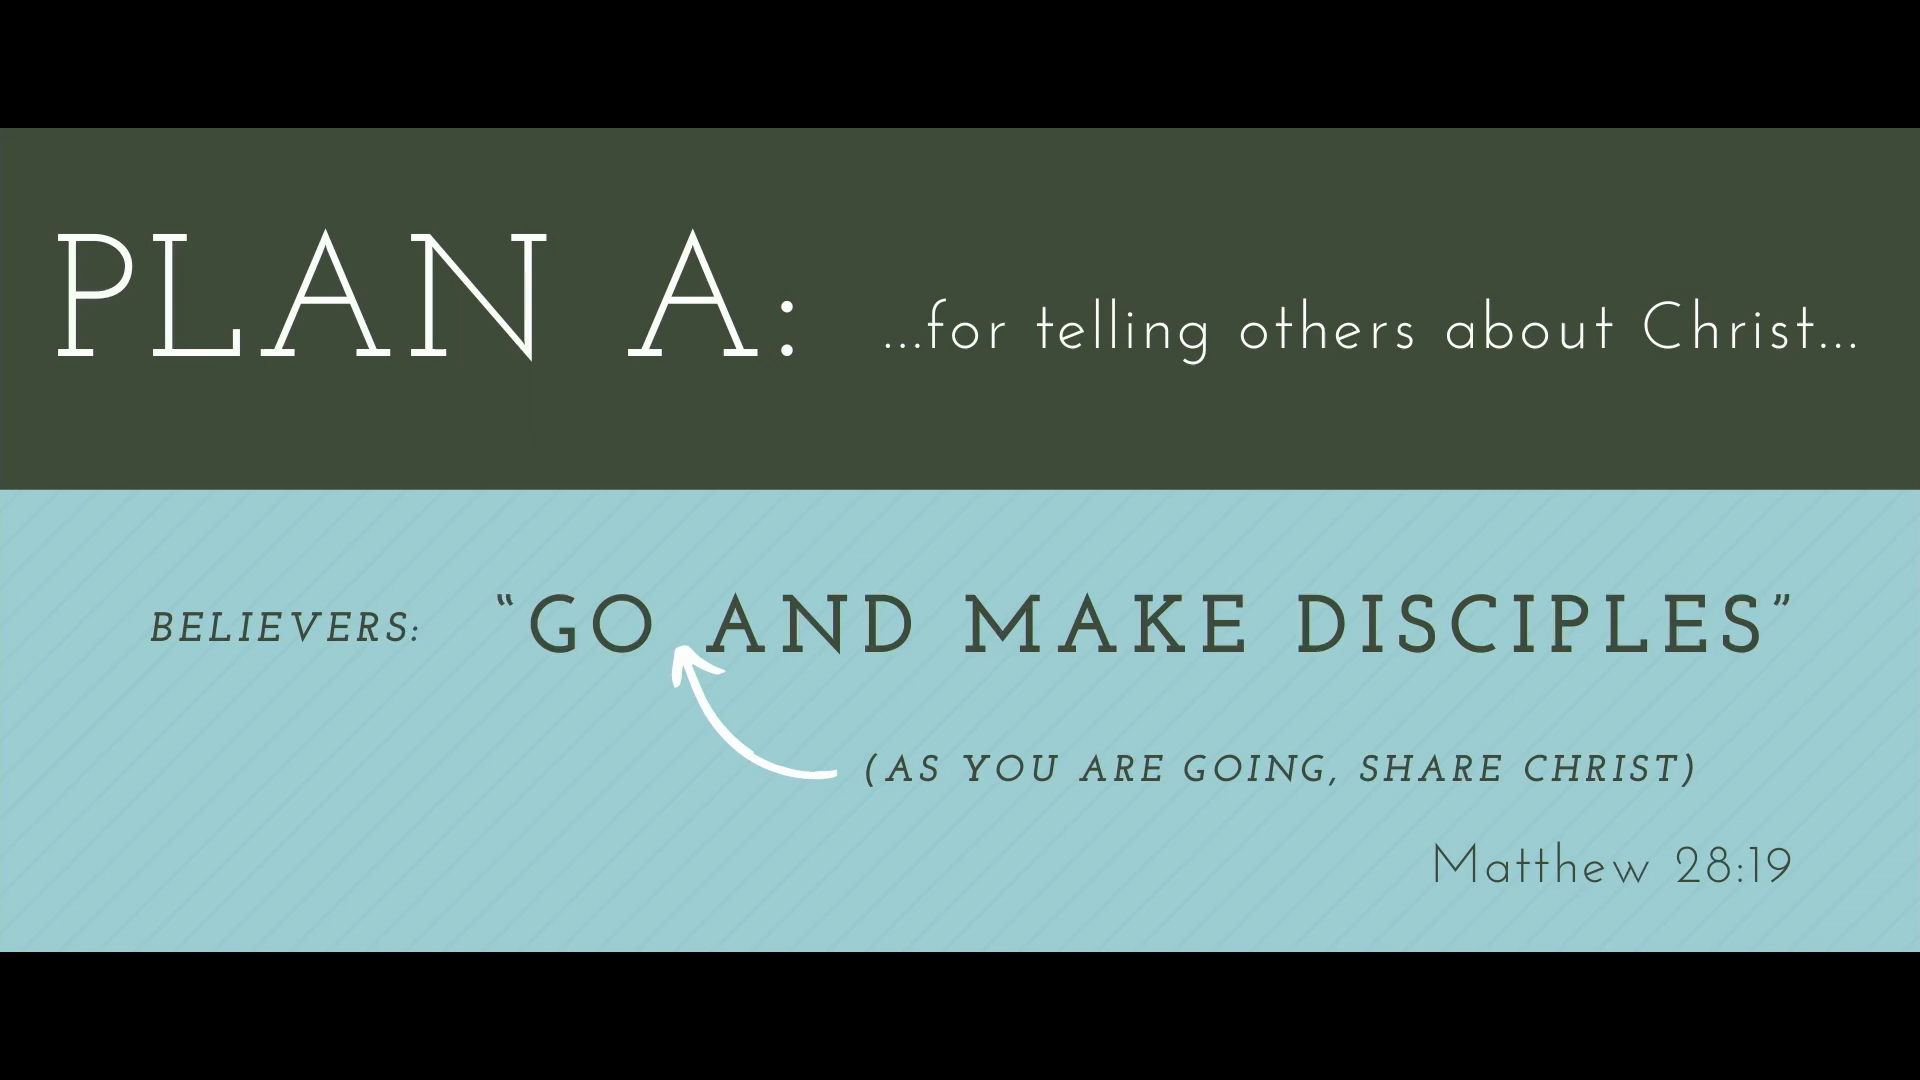 PLAN A: ...for telling others about Christ...
BELIEVERS: “GO AND MAKE DISCIPLES”
(AS YOU ARE GOING, SHARE CHRIST)
Matthew 28:19